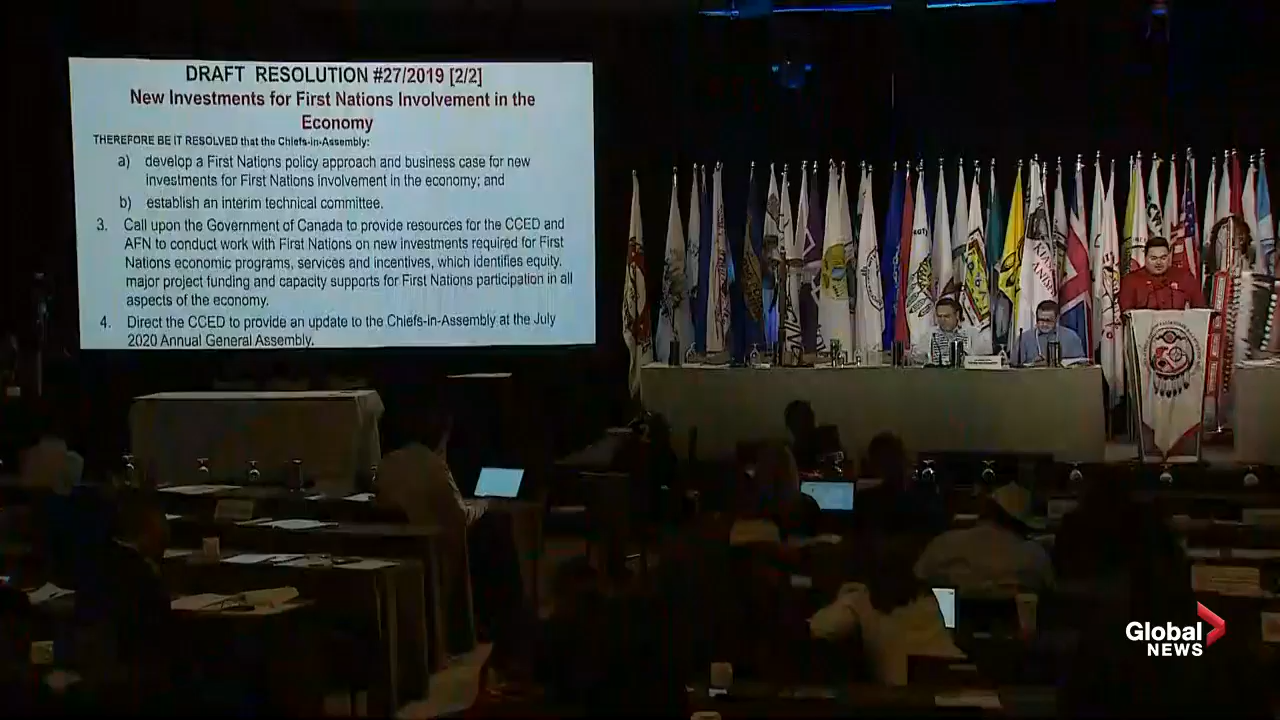 DRAFT RESOLUTION #27/2019 [2/2]
New Investments for First Nations Involvement in the
Economy
THEREFORE BE IT RESOLVED that the Chiefs-in-Assembly:
a) develop a First Nations policy approach and business case for new
investments for First Nations involvement in the economy; and
b) establish an interim technical committee.
3. Call upon the Government of Canada to provide resources for the CCED and
AFN to conduct work with First Nations on new investments required for First
Nations economic programs, services and incentives, which identifies equity,
major project funding and capacity supports for First Nations participation in all
aspects of the economy.
4. Direct the CCED to provide an update to the Chiefs-in-Assembly at the July
2020 Annual General Assembly.
Global
NEWS